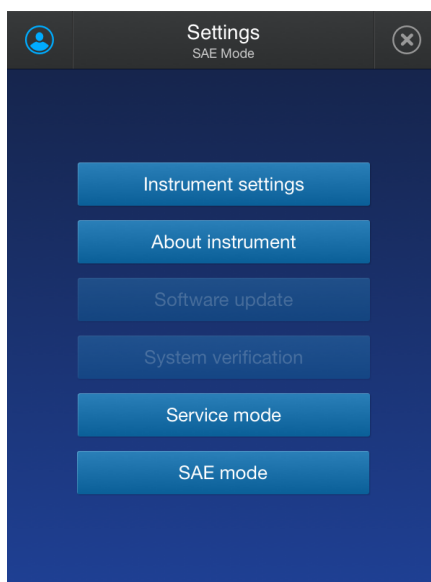 Settings
SAE Mode
Instrument settings
About instrument
Software update
System verification
Service mode
SAE mode